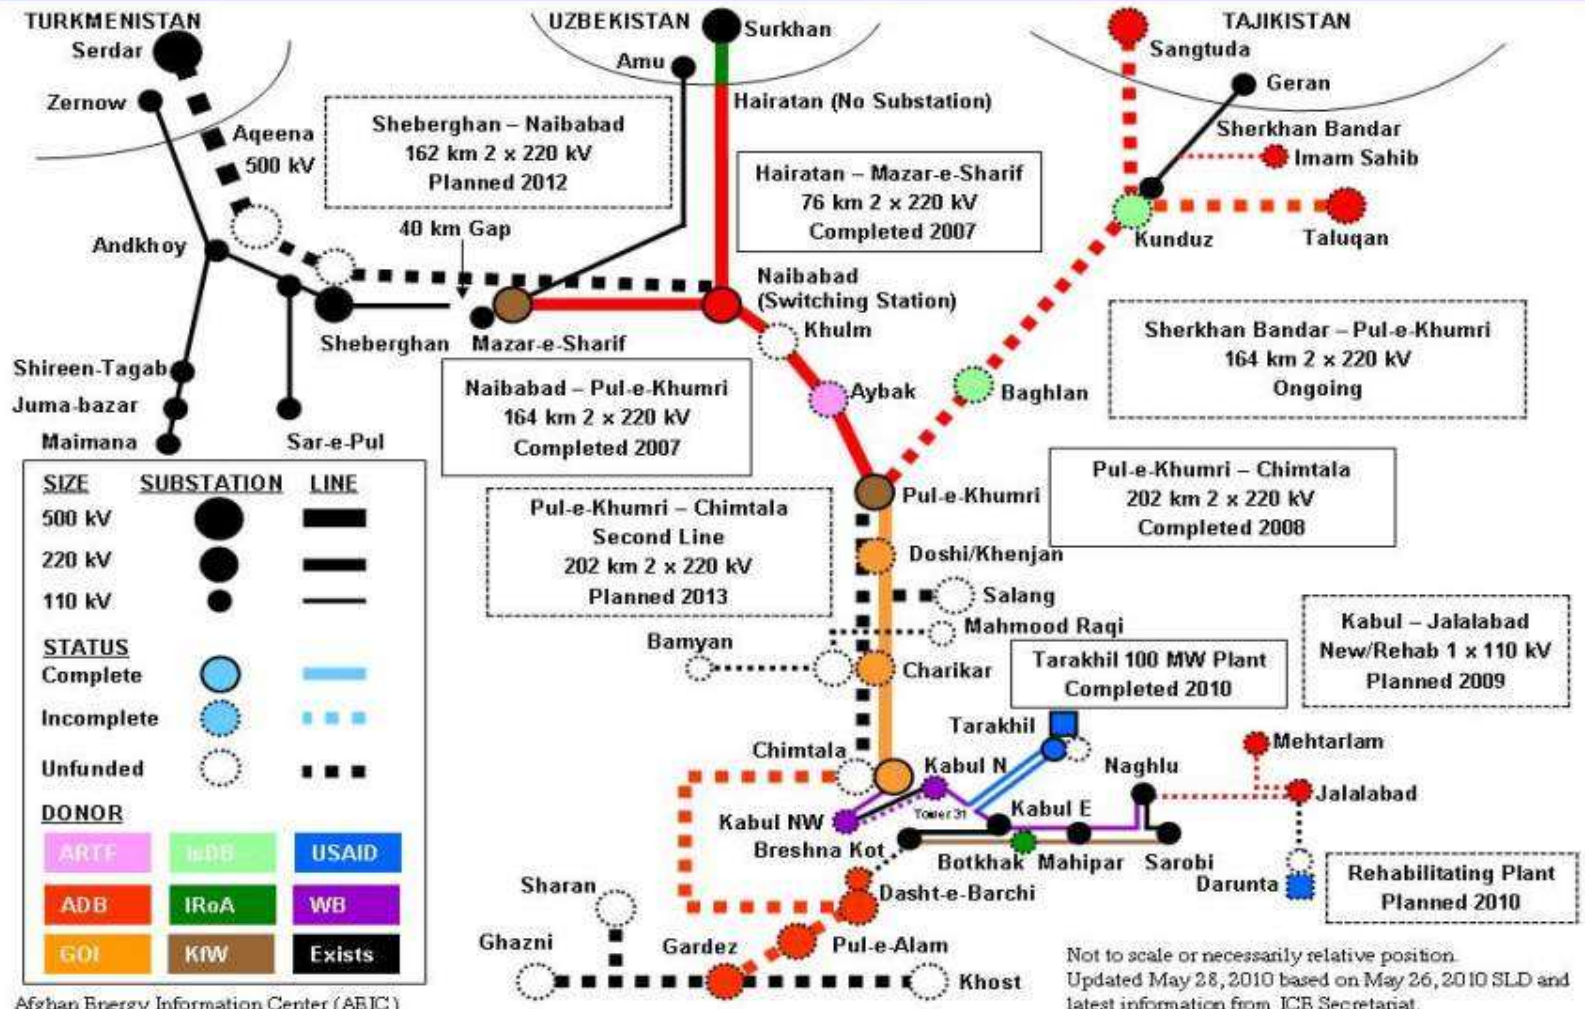 TURKMENISTAN
UZBEKISTAN
TAJIKISTAN
Serdar
Surkhan
Sangtuda
Amu
Geran
Zernow
Hairatan (No Substation)
Aqeena
500 kV
Sheberghan – Naibabad
162 km 2 x 220 kV
Planned 2012
Sherkhan Bandar
Imam Sahib
Hairatan – Mazar-e-Sharif
76 km 2 x 220 kV
Completed 2007
40 km Gap
Andkhoy
Kunduz
Taluqan
Naibabad
(Switching Station)
Khulm
Sheberghan
Mazar-e-Sharif
Sherkhan Bandar – Pul-e-Khumri
164 km 2 x 220 kV
Ongoing
Shireen-Tagab
Juma-bazar
Maimana
Sar-e-Pul
Naibabad – Pul-e-Khumri
164 km 2 x 220 kV
Completed 2007
Aybak
Baghlan
Pul-e-Khumri
Pul-e-Khumri – Chimtala
202 km 2 x 220 kV
Completed 2008
SIZE
SUBSTATION
LINE
500 kV
220 kV
110 kV
STATUS
Complete
Incomplete
Unfunded
DONOR
ARTF
IsDB
USAID
ADB
IRoA
WB
GOI
KfW
Exists
Pul-e-Khumri – Chimtala
Second Line
202 km 2 x 220 kV
Planned 2013
Doshi/Khenjan
Salang
Mahmood Raqi
Bamyan
Charikar
Tarakhil 100 MW Plant
Completed 2010
Kabul – Jalalabad
New/Rehab 1 x 110 kV
Planned 2009
Tarakhil
Mehtarlam
Chimtala
Kabul N
Naghlu
Jalalabad
Kabul NW
Tower 31
Kabul E
Breshna Kot
Botkhak
Mahipar
Sarobi
Darunta
Rehabilitating Plant
Planned 2010
Sharan
Dasht-e-Barchi
Ghazni
Gardez
Pul-e-Alam
Khost
Not to scale or necessarily relative position.
Updated May 28, 2010 based on May 26, 2010 SLD and
latest information from ICE Secretariat.
Afghan Energy Information Center (AEIC)